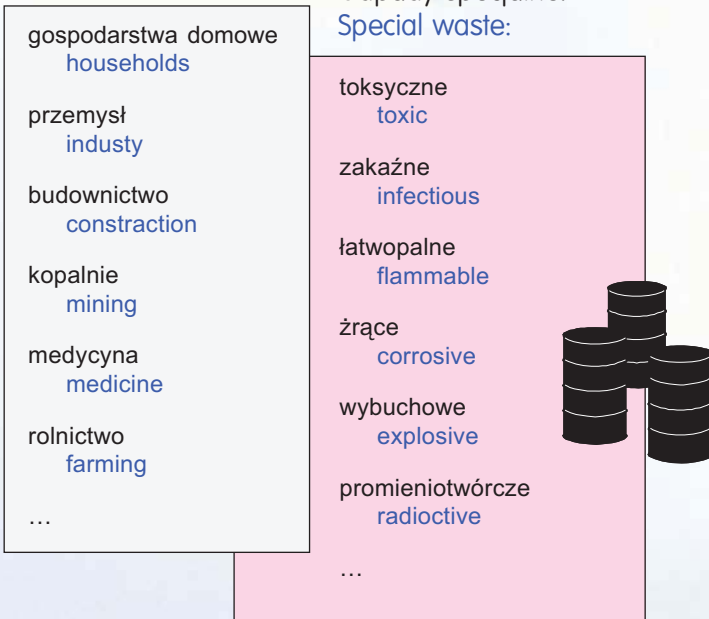 gospodarstwa domowe
households
przemysł
industy
budownictwo
constraction
kopalnie
mining
medycyna
medicine
rolnictwo
farming
…
Special waste:
toksyczne
toxic
zakaźne
infectious
łatwopalne
flammable
żrące
corrosive
wybuchowe
explosive
promieniotwórcze
radioctive
…